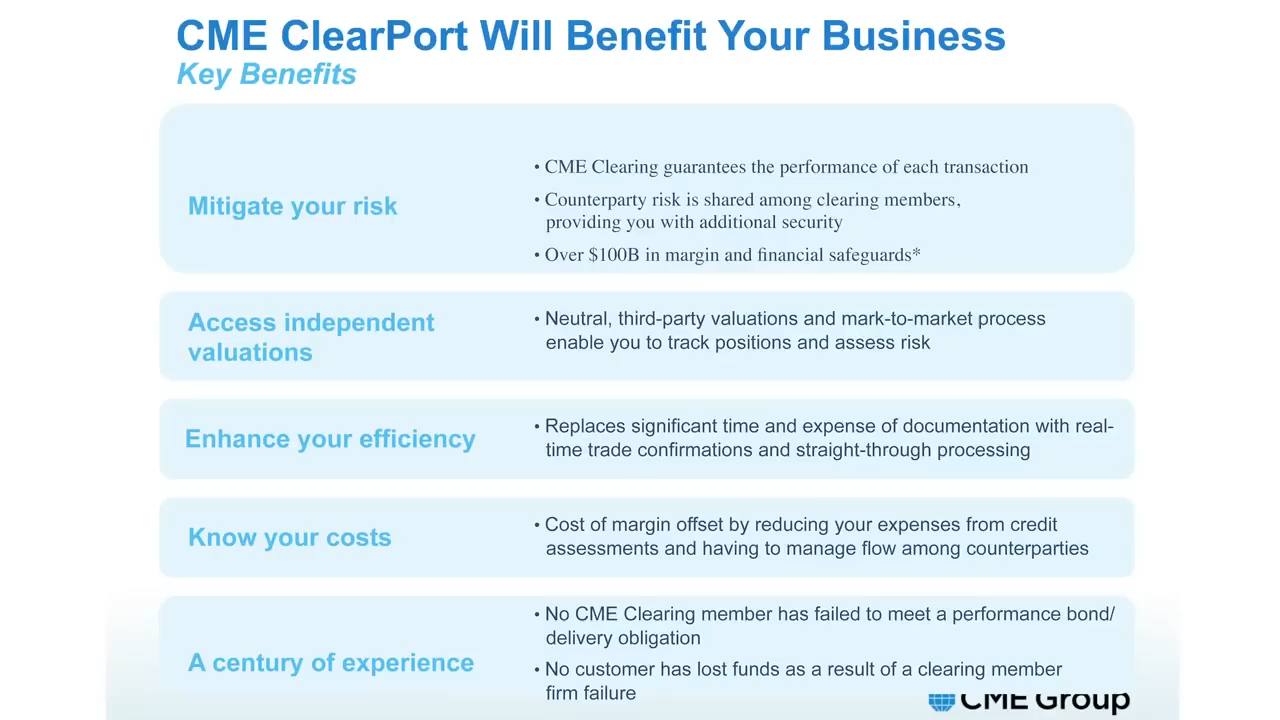 CME ClearPort Will Benefit Your Business
Key Benefits
Mitigate your risk
• CME Clearing guarantees the performance of each transaction
• Counterparty risk is shared among clearing members,
providing you with additional security
• Over $100B in margin and financial safeguards*
Access independent
valuations
• Neutral, third-party valuations and mark-to-market process
enable you to track positions and assess risk
Enhance your efficiency
• Replaces significant time and expense of documentation with real-
time trade confirmations and straight-through processing
Know your costs
• Cost of margin offset by reducing your expenses from credit
assessments and having to manage flow among counterparties
A century of experience
• No CME Clearing member has failed to meet a performance bond/
delivery obligation
• No customer has lost funds as a result of a clearing member
firm failure
CME Group